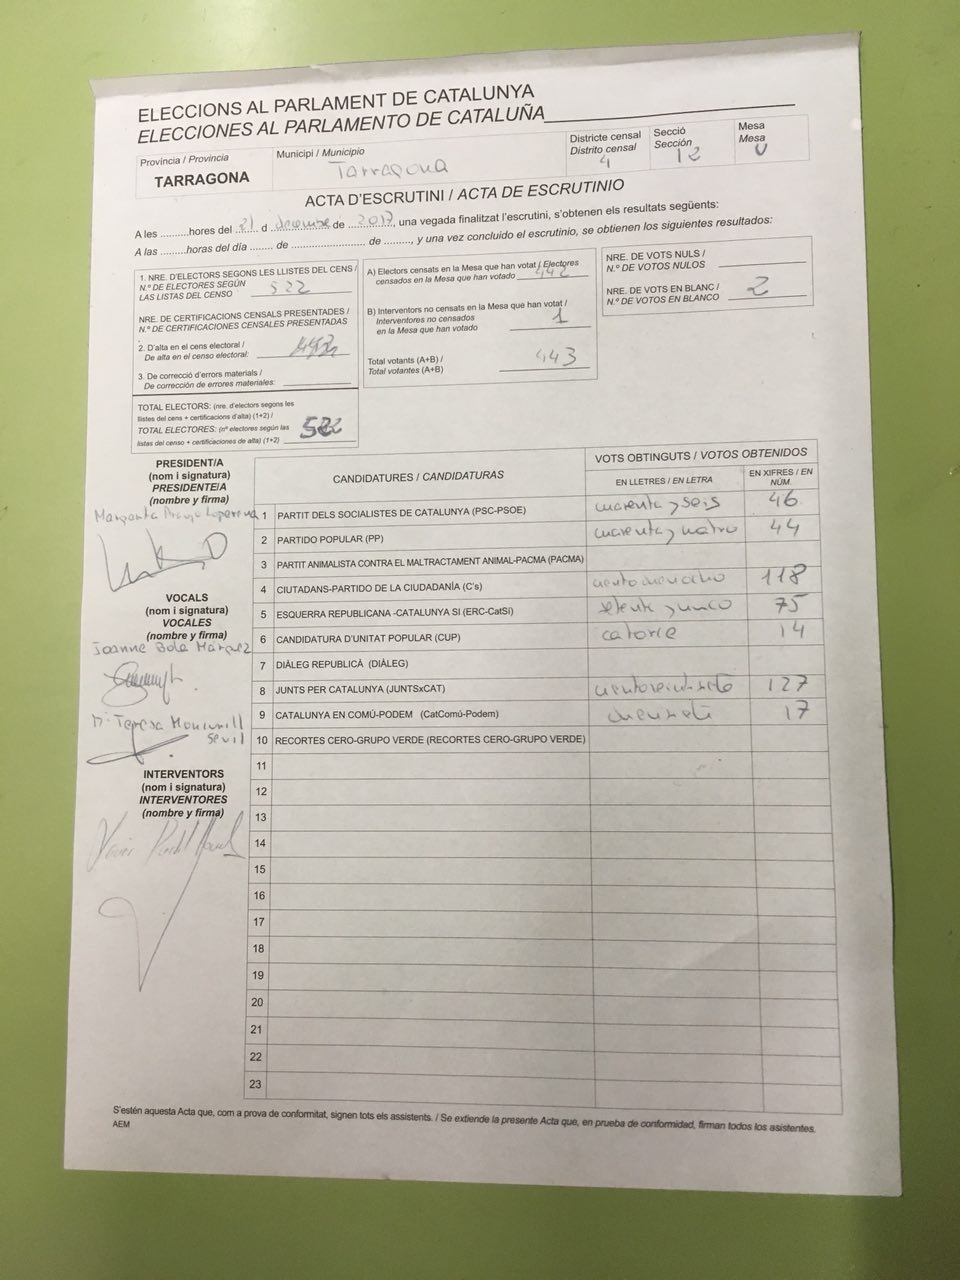 ELECCIONS AL PARLAMENT DE CATALUNYA
ELECCIONES AL PARLAMENTO DE CATALUÑA
Província / Provincia
TARRAGONA
Municipi / Municipio
Tarragona
Districte censal
Distrito censal
4
Secció
Sección
12
Mesa
Mesa
U
ACTA D'ESCRUTINI / ACTA DE ESCRUTINIO
A les ..........hores del 21 d desembre de 2017, una vegada finalitzat l'escrutini, s'obtenen els resultats següents:
A las .........horas del día ........ de .......................... de ........., y una vez concluido el escrutinio, se obtienen los siguientes resultados:
1. NRE. D'ELECTORS SEGONS LES LLISTES DEL CENS /
N.º DE ELECTORES SEGÚN
LAS LISTAS DEL CENSO 522
NRE. DE CERTIFICACIONS CENSALS PRESENTADES /
N.º DE CERTIFICACIONES CENSALES PRESENTADAS
2. D'alta en el cens electoral /
De alta en el censo electoral:
3. De correcció d'errors materials /
De corrección de errores materiales:
TOTAL ELECTORS: (nre. d'electors segons les
llistes del cens + certificacions d'alta) (1+2) /
TOTAL ELECTORES: (nº electores según las
listas del censo + certificaciones de alta) (1+2) 522
A) Electors censats en la Mesa que han votat / Electores
censados en la Mesa que han votado 442
B) Interventors no censats en la Mesa que han votat /
Interventores no censados
en la Mesa que han votado 1
Total votants (A+B) /
Total votantes (A+B) 443
NRE. DE VOTS NULS /
N.º DE VOTOS NULOS
NRE. DE VOTS EN BLANC /
N.º DE VOTOS EN BLANCO 2
PRESIDENT/A
(nom i signatura)
PRESIDENTE/A
(nombre y firma)
Margarita
VOCALS
(nom i signatura)
VOCALES
(nombre y firma)
Joanne Bola Márquez
Mª Teresa
INTERVENTORS
(nom i signatura)
INTERVENTORES
(nombre y firma)
CANDIDATURES / CANDIDATURAS
VOTS OBTINGUTS / VOTOS OBTENIDOS
EN LLETRES / EN LETRA
EN XIFRES / EN NÚM.
1 PARTIT DELS SOCIALISTES DE CATALUNYA (PSC-PSOE) cuarenta y seis 46
2 PARTIDO POPULAR (PP) cuarenta y cuatro 44
3 PARTIT ANIMALISTA CONTRA EL MALTRACTAMENT ANIMAL-PACMA (PACMA)
4 CIUTADANS-PARTIDO DE LA CIUDADANÍA (C's) ciento dieciocho 118
5 ESQUERRA REPUBLICANA -CATALUNYA SI (ERC-CatSí) setenta y cinco 75
6 CANDIDATURA D'UNITAT POPULAR (CUP) catorce 14
7 DIÀLEG REPUBLICÀ (DIÀLEG)
8 JUNTS PER CATALUNYA (JUNTSxCAT) ciento veintisiete 127
9 CATALUNYA EN COMÚ-PODEM (CatComú-Podem) diecisiete 17
10 RECORTES CERO-GRUPO VERDE (RECORTES CERO-GRUPO VERDE)
11
12
13
14
15
16
17
18
19
20
21
22
23
S'estén aquesta Acta que, com a prova de conformitat, signen tots els assistents. / Se extiende la presente Acta que, en prueba de conformidad, firman todos los asistentes.
AEM